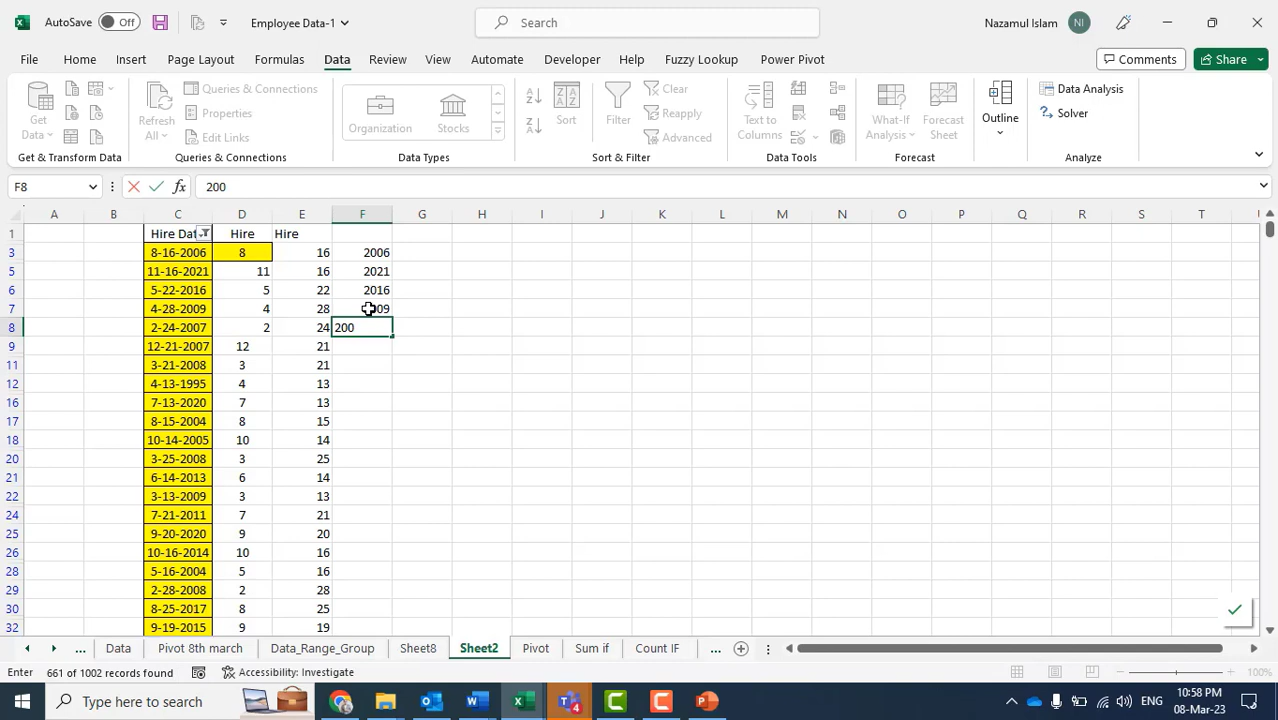 AutoSave Off Employee Data-1 Search Nazamul Islam NI
File Home Insert Page Layout Formulas Data Review View Automate Developer Help Fuzzy Lookup Power Pivot Comments Share
Get Data Refresh All Queries & Connections Properties Edit Links Organization Stocks Sort Filter Clear Reapply Advanced Text to Columns What-If Analysis Forecast Sheet Outline Data Analysis Solver
Get & Transform Data Queries & Connections Data Types Sort & Filter Data Tools Forecast Analyze
F8 fx 200
A B C D E F G H I J K L M N O P Q R S T
1 Hire Dat Hire Hire
3 8-16-2006 8 16 2006
5 11-16-2021 11 16 2021
6 5-22-2016 5 22 2016
7 4-28-2009 4 28
8 2-24-2007 2 24 200
9 12-21-2007 12 21
11 3-21-2008 3 21
12 4-13-1995 4 13
16 7-13-2020 7 13
17 8-15-2004 8 15
18 10-14-2005 10 14
20 3-25-2008 3 25
21 6-14-2013 6 14
22 3-13-2009 3 13
24 7-21-2011 7 21
25 9-20-2020 9 20
26 10-16-2014 10 16
28 5-16-2004 5 16
29 2-28-2008 2 28
30 8-25-2017 8 25
32 9-19-2015 9 19
... Data Pivot 8th march Data_Range_Group Sheet8 Sheet2 Pivot Sum if Count IF ...
Enter 661 of 1002 records found Accessibility: Investigate 100%
Type here to search 4 ENG 10:58 PM
08-Mar-23